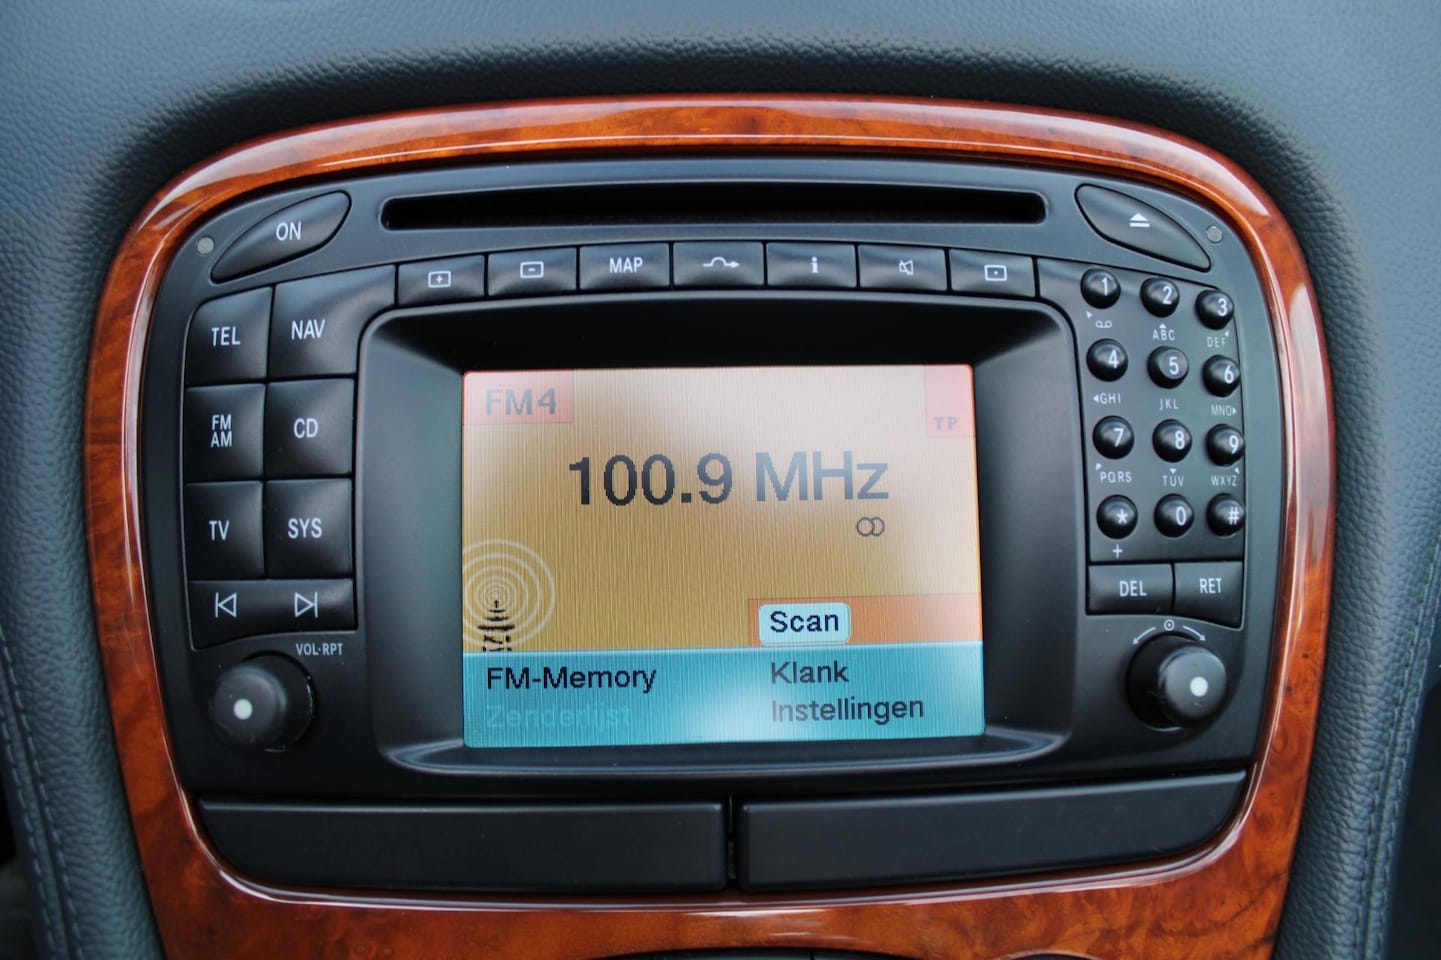 ON
MAP
i
TEL NAV
FM
AM
CD
TV SYS
VOL·RPT
1 2 3
ABC DEF
4 5 6
GHI JKL MNO
7 8 9
PQRS TUV WXYZ
* 0 #
+
DEL RET
FM4
TP
100.9 MHz
Scan
FM-Memory Klank
Zenderlijst Instellingen